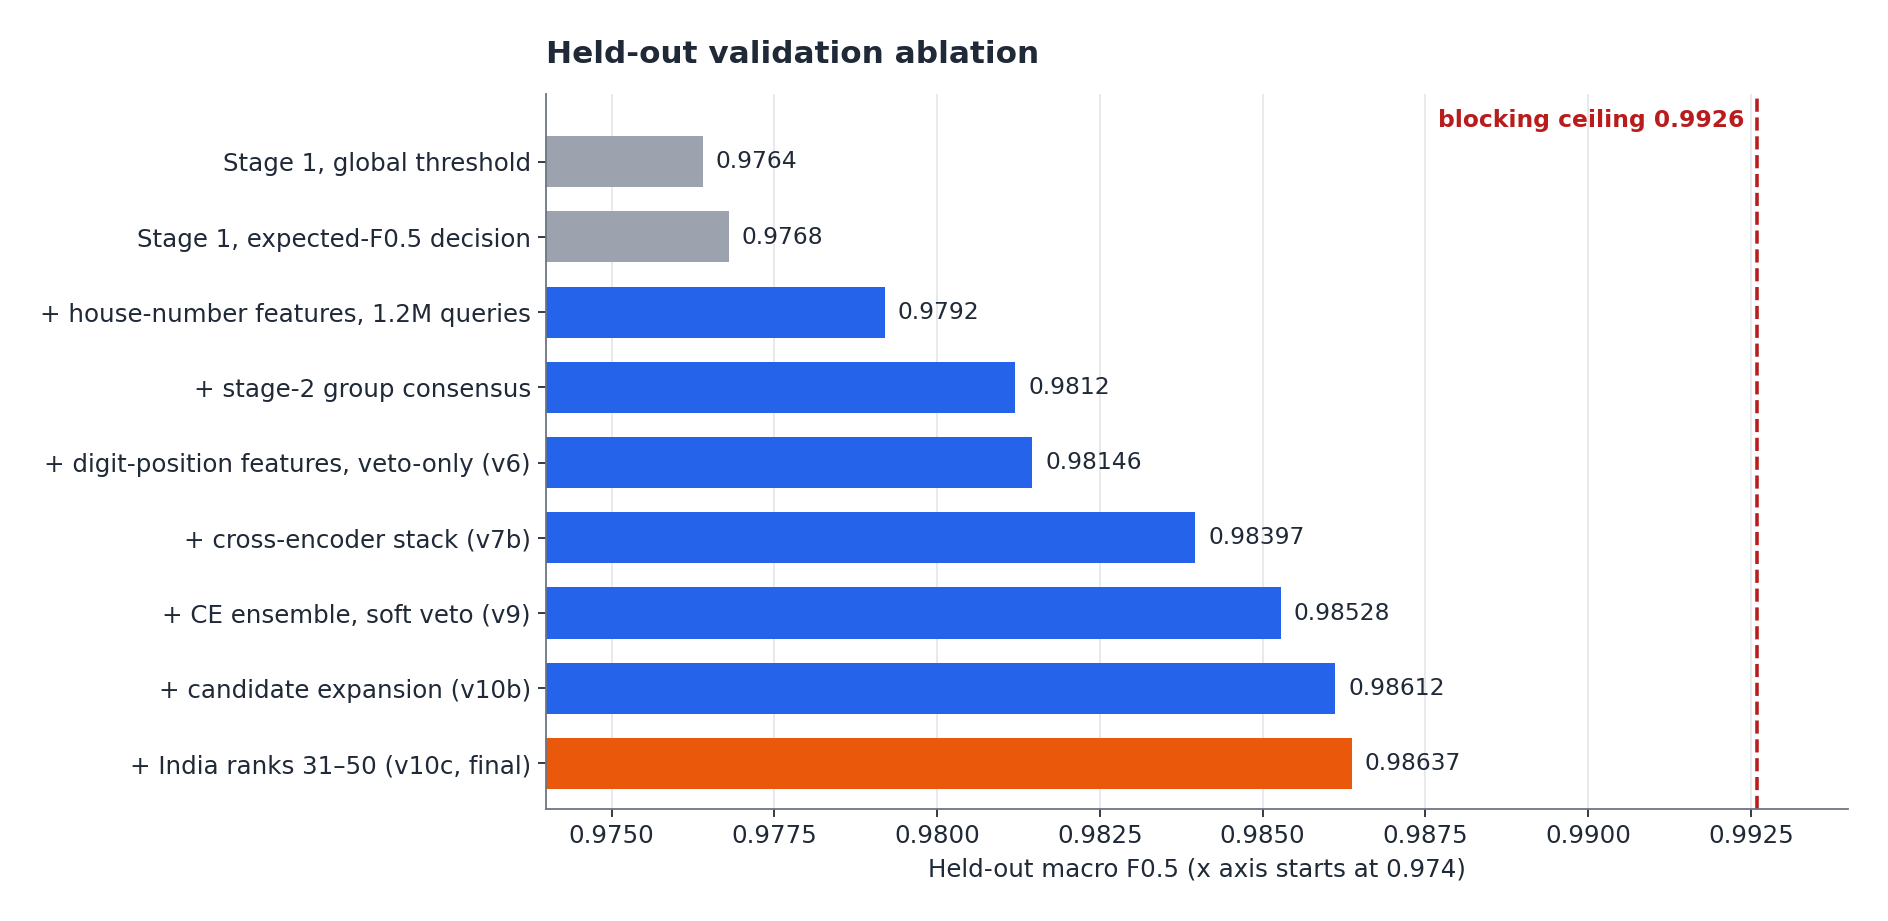 Held-out validation ablation
blocking ceiling 0.9926
Stage 1, global threshold 0.9764
Stage 1, expected-F0.5 decision 0.9768
+ house-number features, 1.2M queries 0.9792
+ stage-2 group consensus 0.9812
+ digit-position features, veto-only (v6) 0.98146
+ cross-encoder stack (v7b) 0.98397
+ CE ensemble, soft veto (v9) 0.98528
+ candidate expansion (v10b) 0.98612
+ India ranks 31–50 (v10c, final) 0.98637
0.9750 0.9775 0.9800 0.9825 0.9850 0.9875 0.9900 0.9925
Held-out macro F0.5 (x axis starts at 0.974)